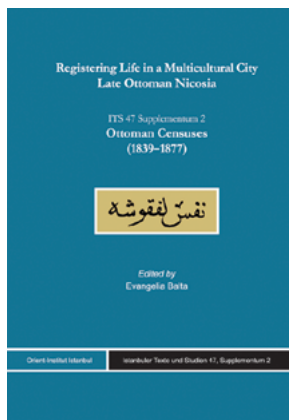 Registering Life in a Multicultural City
Late Ottoman Nicosia
ITS 47 Supplementum 2
Ottoman Censuses
(1839–1877)
نفس لفقوشه
Edited by
Evangelia Balta
Orient-Institut Istanbul
Istanbuler Texte und Studien 47, Supplementum 2